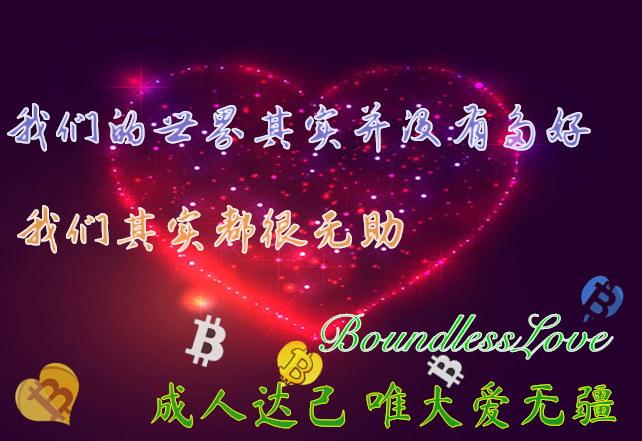 我们的世界其实并没有多好
我们其实都很无助
BoundlessLove
成人达己 唯大爱无疆